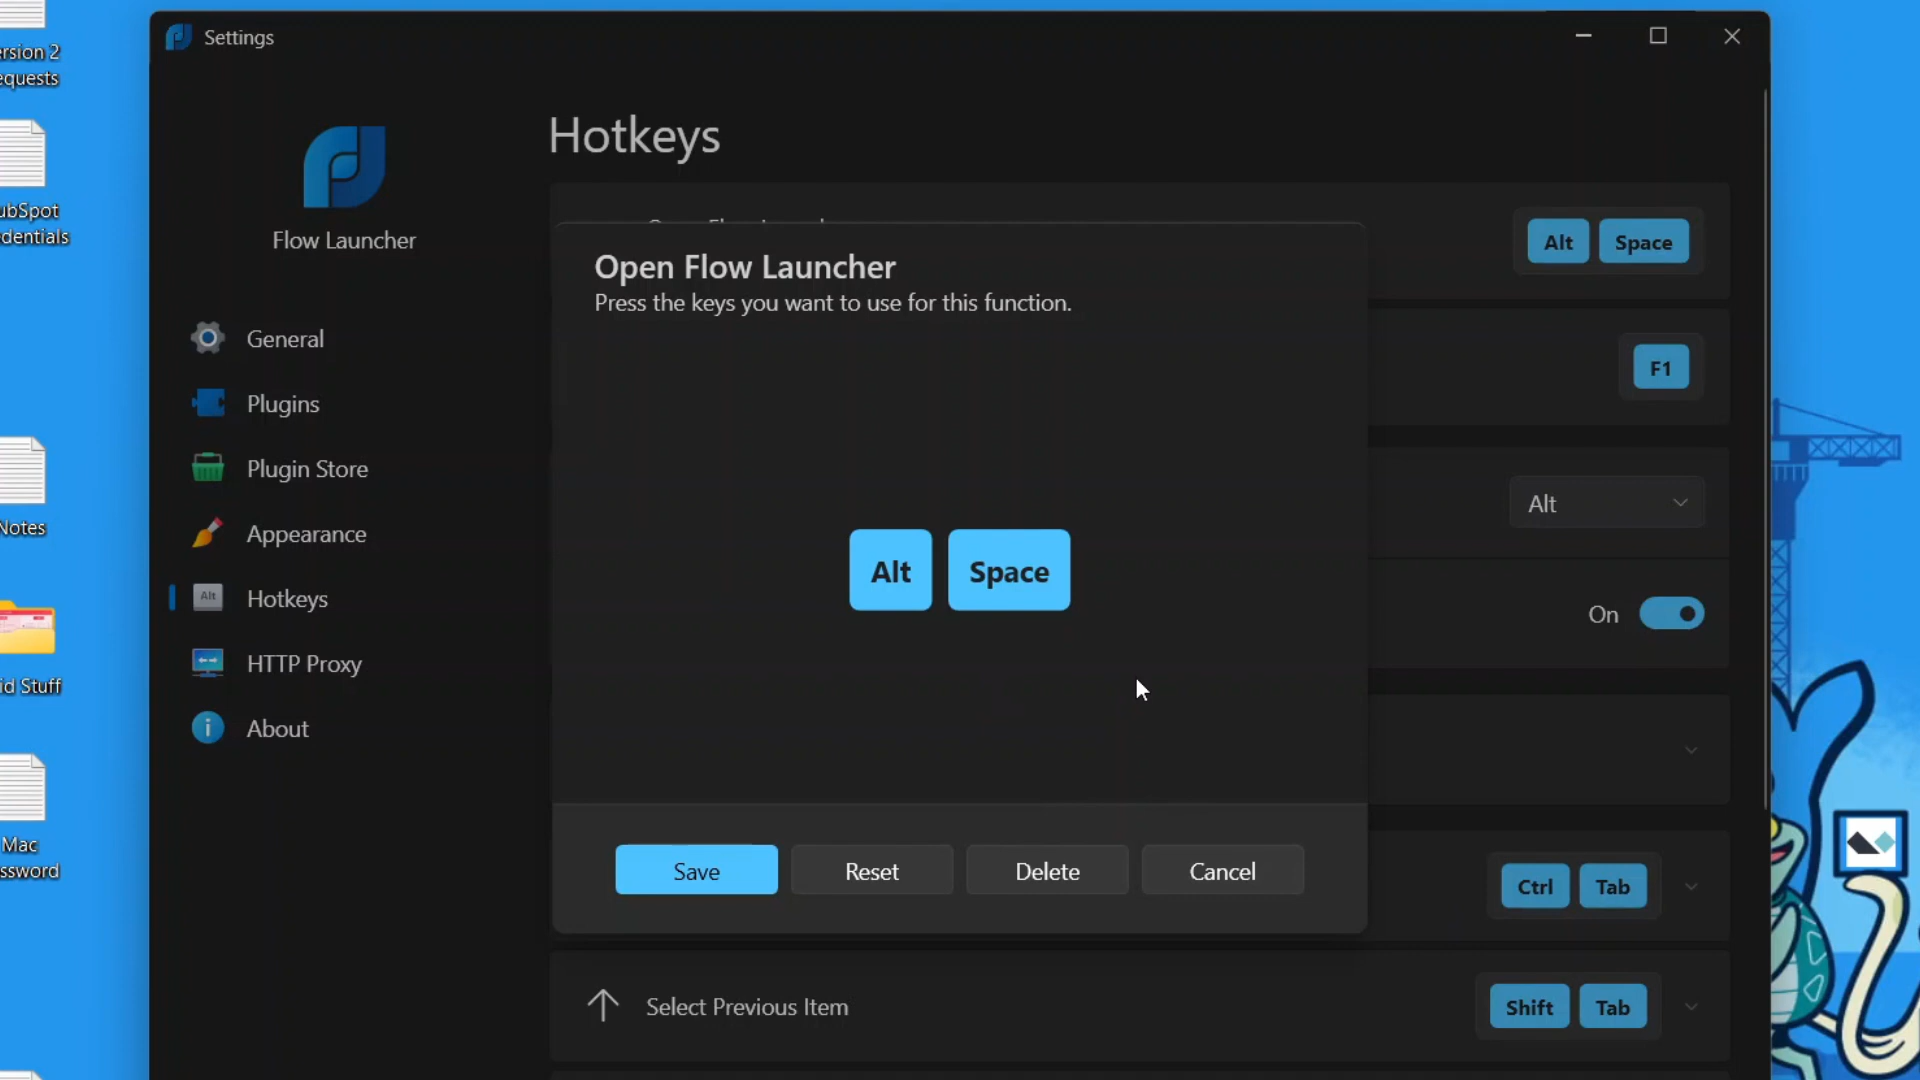 Settings
ersion 2
equests
ubSpot
dentials
Notes
id Stuff
Mac
ssword
Flow Launcher
General
Plugins
Plugin Store
Appearance
Alt
Hotkeys
HTTP Proxy
About
Hotkeys
Alt Space
F1
Alt
On
Ctrl Tab
Select Previous Item
Shift Tab
Open Flow Launcher
Press the keys you want to use for this function.
Alt Space
Save
Reset
Delete
Cancel